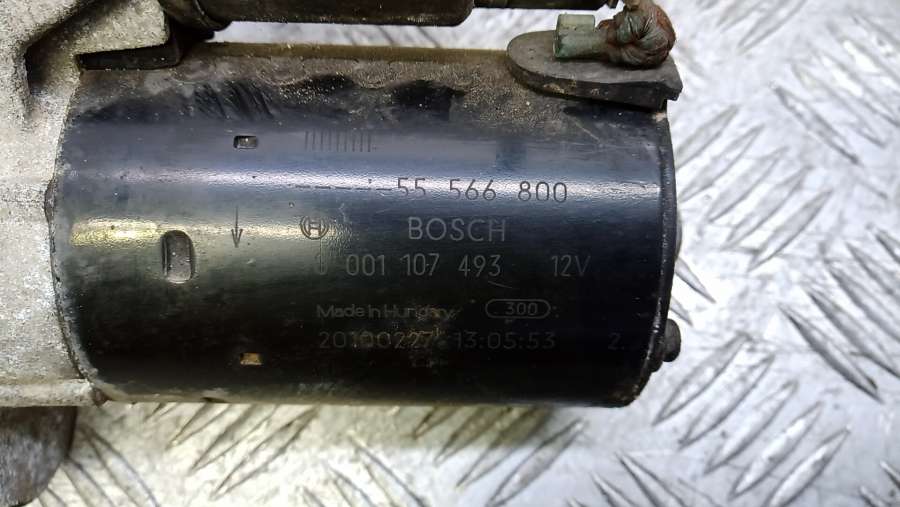 55 566 800
BOSCH
0 001 107 493 12V
Made in Hungary 300
20100227 13:05:53 2